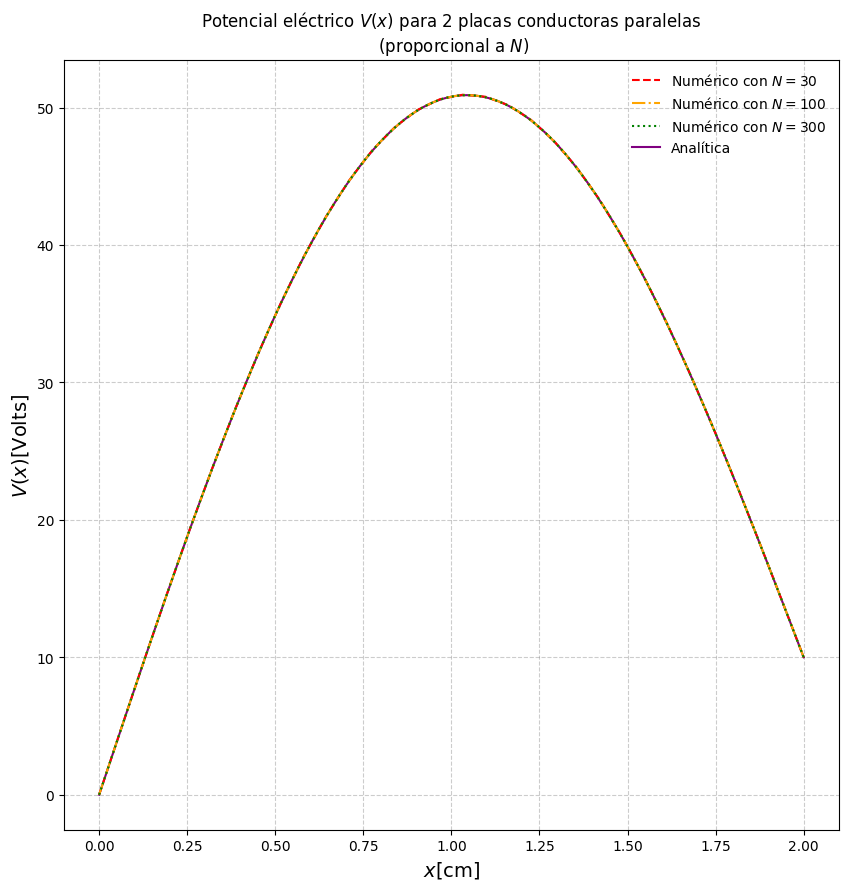 Potencial eléctrico V(x) para 2 placas conductoras paralelas
(proporcional a N)
Numérico con N = 30
Numérico con N = 100
Numérico con N = 300
Analítica
V(x)[Volts]
50
40
30
20
10
0
0.00 0.25 0.50 0.75 1.00 1.25 1.50 1.75 2.00
x[cm]